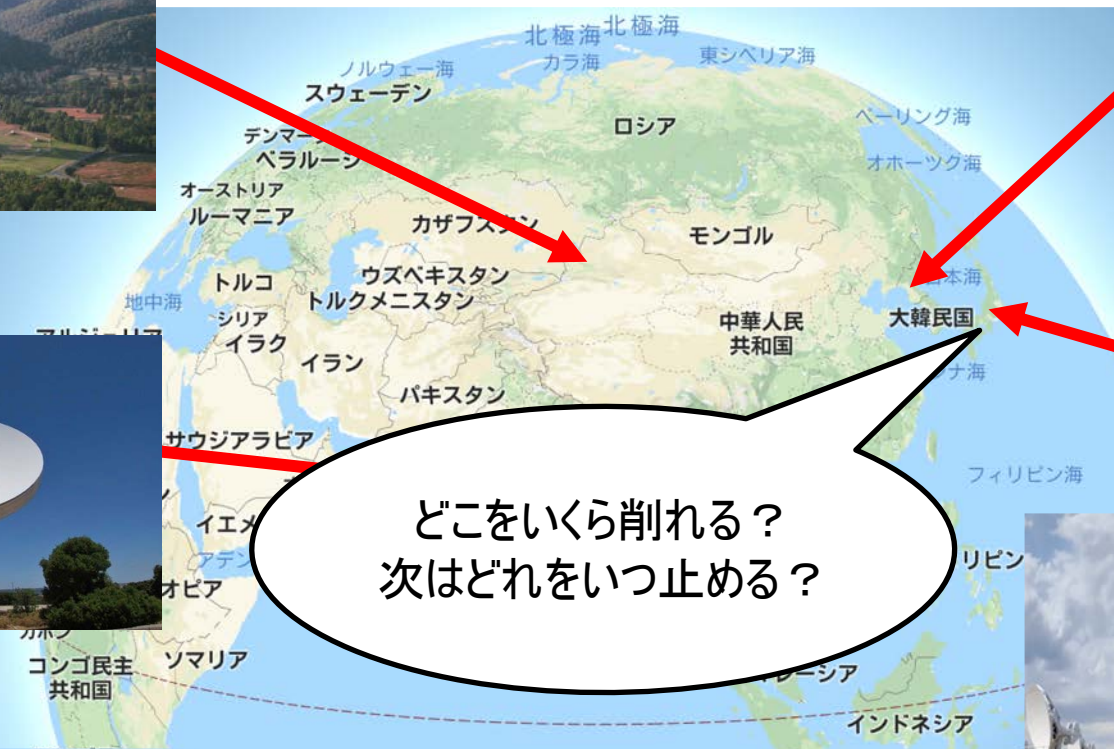 北極海
北極海
ノルウェー海
カラ海
東シベリア海
スウェーデン
ロシア
ベーリング海
デンマー
ベラルーシ
オホーツク海
オーストリア
ルーマニア
カザフスタン
モンゴル
トルコ
ウズベキスタン
日本海
地中海
トルクメニスタン
シリア
中華人民
共和国
大韓民国
イラク
イラン
ナ海
パキスタン
サウジアラビア
フィリピン海
どこをいくら削れる？
次はどれをいつ止める？
イエメ
アデン
リピン
オピア
コンゴ民主
共和国
ソマリア
レーシア
インドネシア